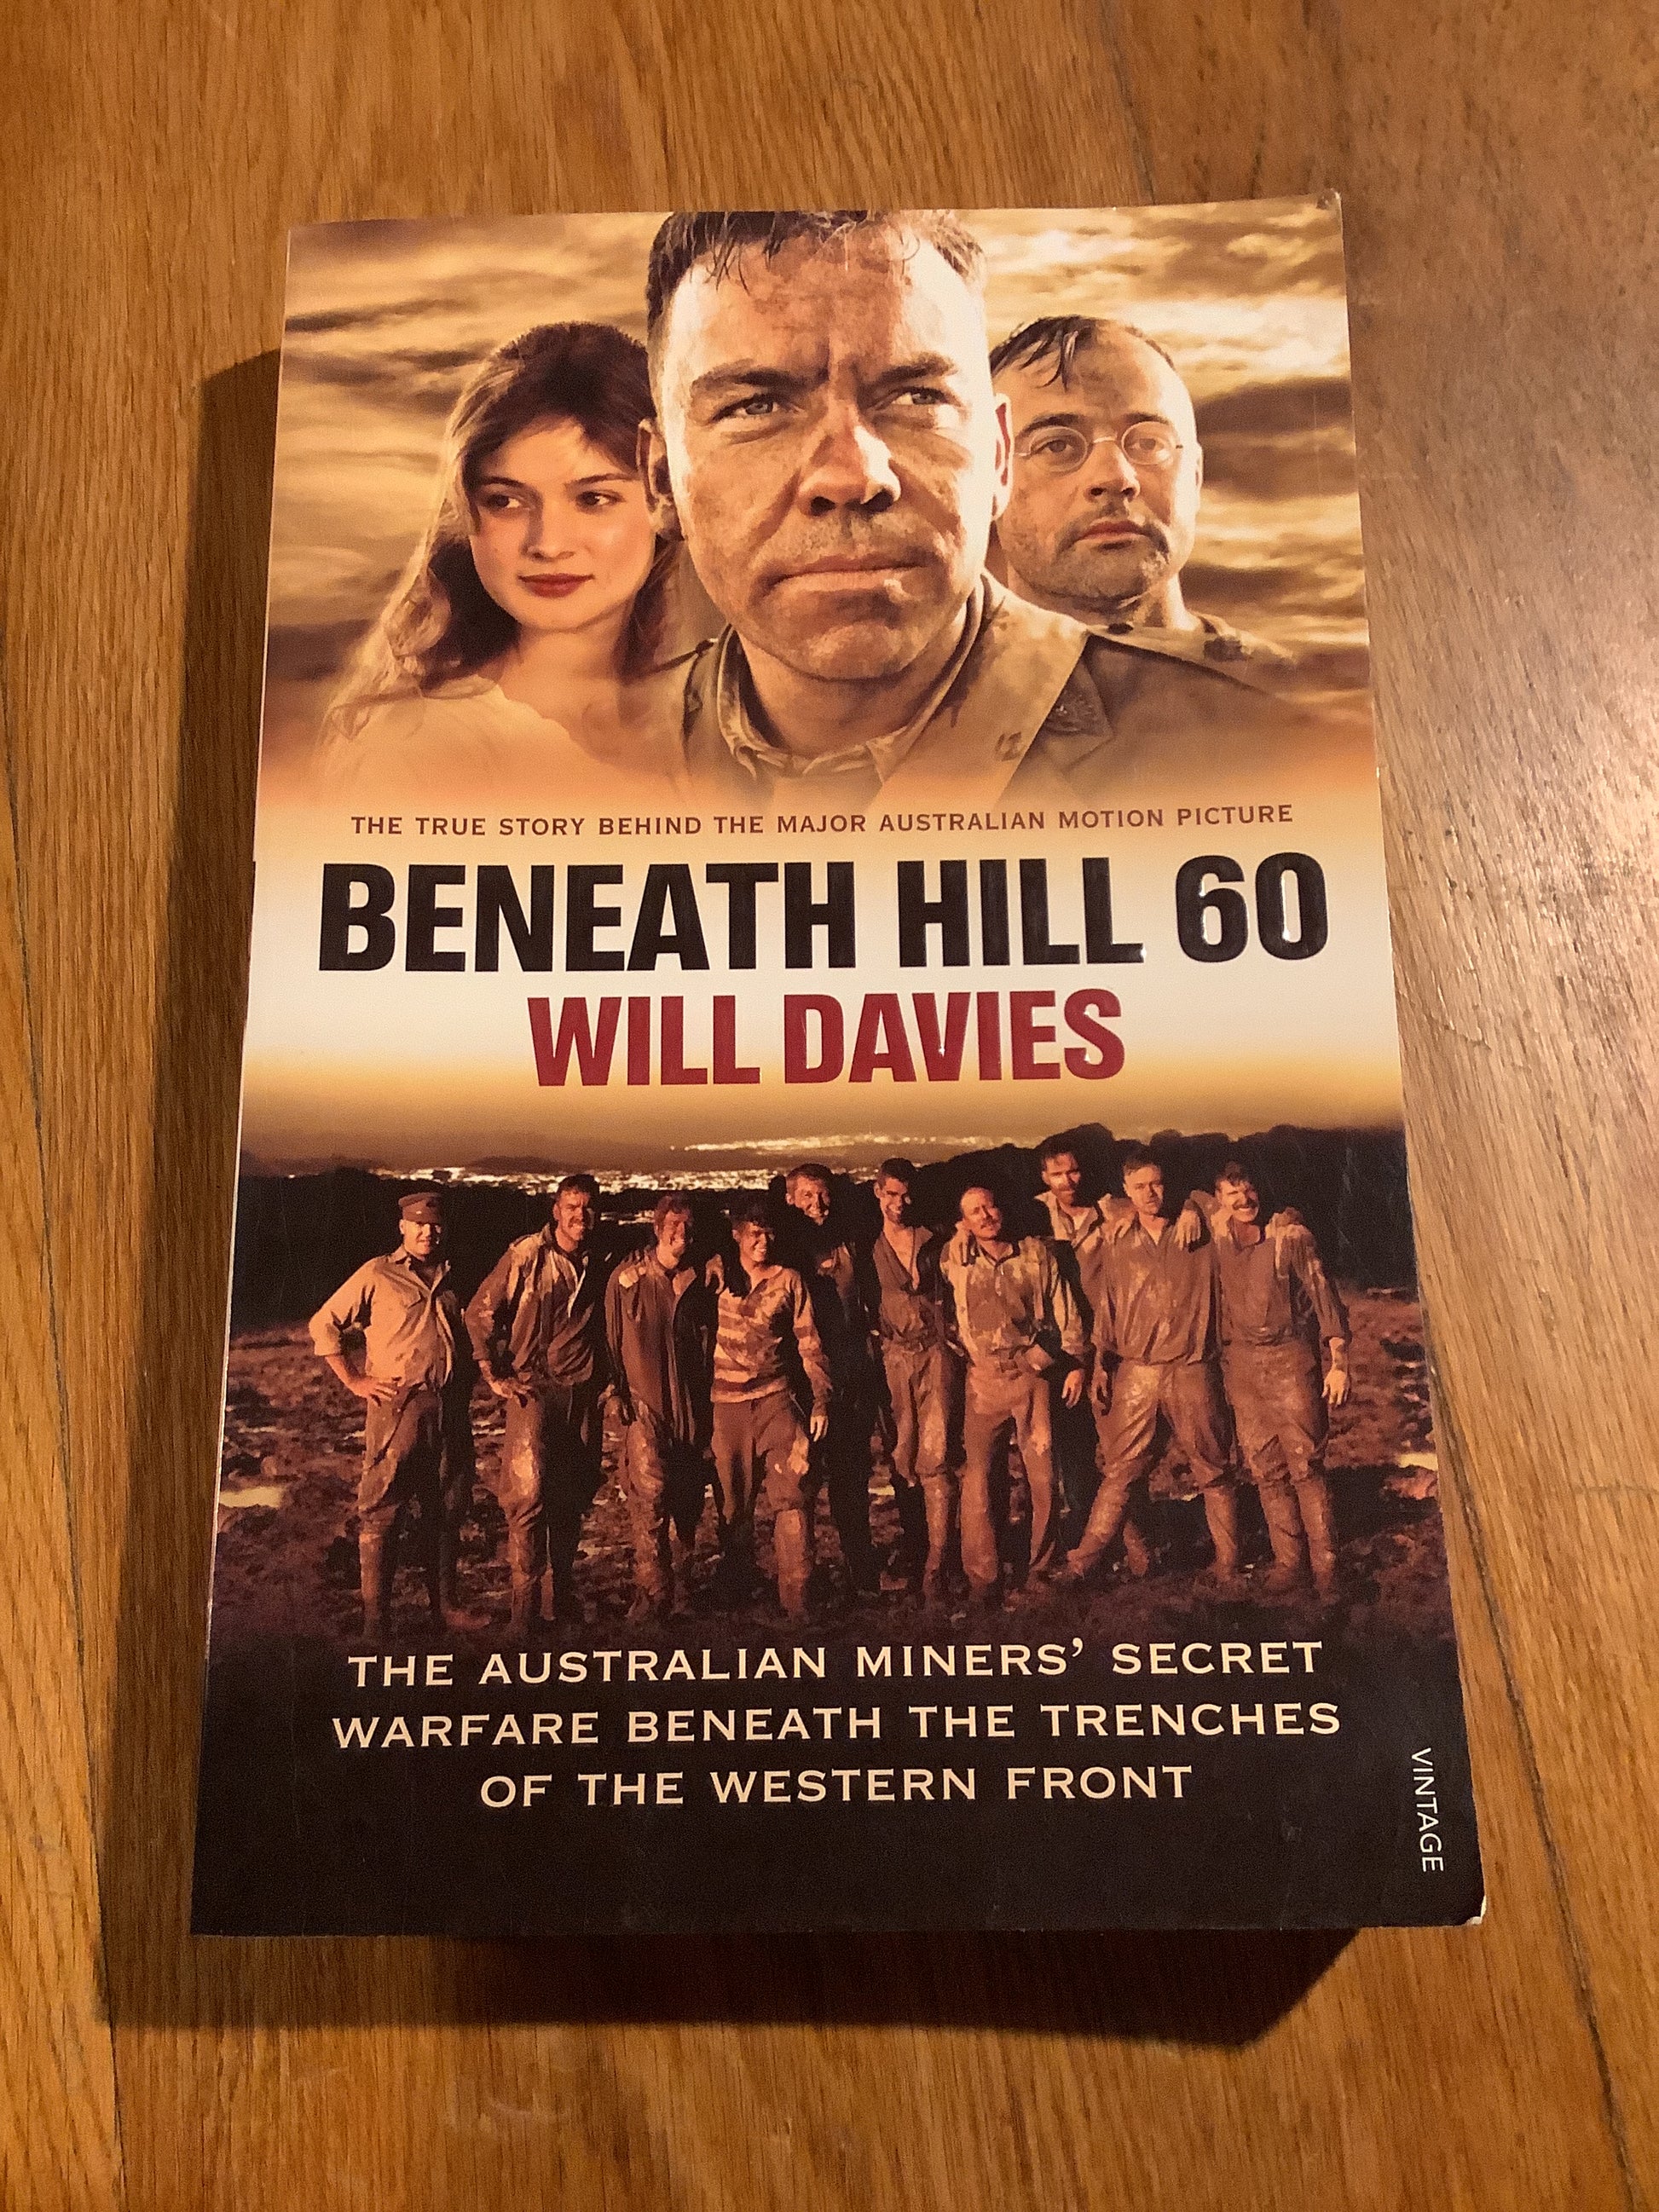 THE TRUE STORY BEHIND THE MAJOR AUSTRALIAN MOTION PICTURE
BENEATH HILL 60
WILL DAVIES
THE AUSTRALIAN MINERS’ SECRET
WARFARE BENEATH THE TRENCHES
OF THE WESTERN FRONT
VINTAGE